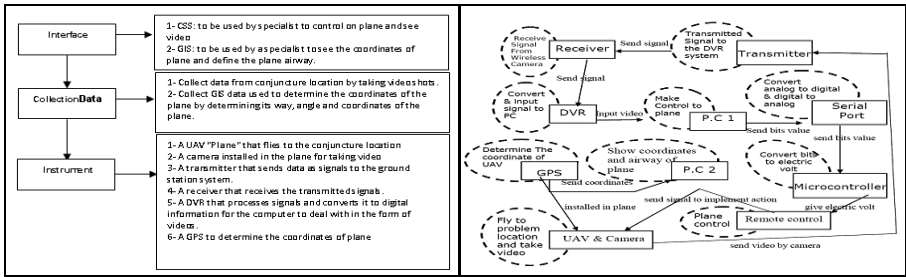 Interface
1- CSS: to be used by specialist to control on plane and see
video
2- GIS: to be used by a specialist to see the coordinates of
plane and define the plane airway.
Collection Data
1- Collect data from conjuncture location by taking videos hots.
2- Collect GIS data used to determine the coordinates of the
plane by determining its way, angle and coordinates of the
plane.
Instrument
1- A UAV "Plane" that flies to the conjuncture location
2- A camera installed in the plane for taking video
3- A transmitter that sends data as signals to the ground
station system.
4- A receiver that receives the transmitted signals.
5- A DVR that processes signals and converts it to digital
information for the computer to deal with in the form of
videos.
6- A GPS to determine the coordinates of plane
Receive
Signal
From
Wireless
Camera
Receiver
Send signal
Transmitted
Signal to
the DVR
system
Transmitter
Send signal
Convert
& Input
signal to
PC
DVR
Input video
Make
Control to
plane
P.C 1
Send bits value
Convert
analog to digital
& digital to
analog
Serial
Port
send bits value
Determine The
coordinate of
UAV
GPS
Send coordinates
Show coordinates
and airway of
plane
P.C 2
Convert bits
to electric
volt
Microcontroller
give electric volt
installed in plane
send signal to implement action
Plane
control
Remote control
Fly to
problem
location
and take
video
UAV & Camera
send video by camera